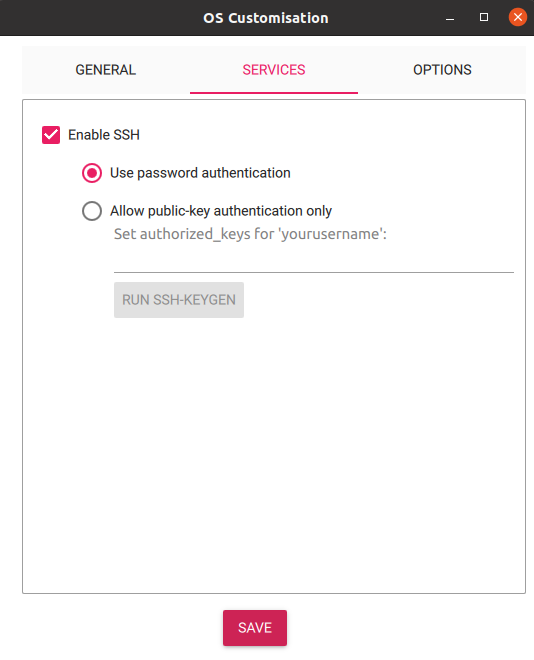 OS Customisation
GENERAL SERVICES OPTIONS
Enable SSH
Use password authentication
Allow public-key authentication only
Set authorized_keys for 'yourusername':
RUN SSH-KEYGEN
SAVE